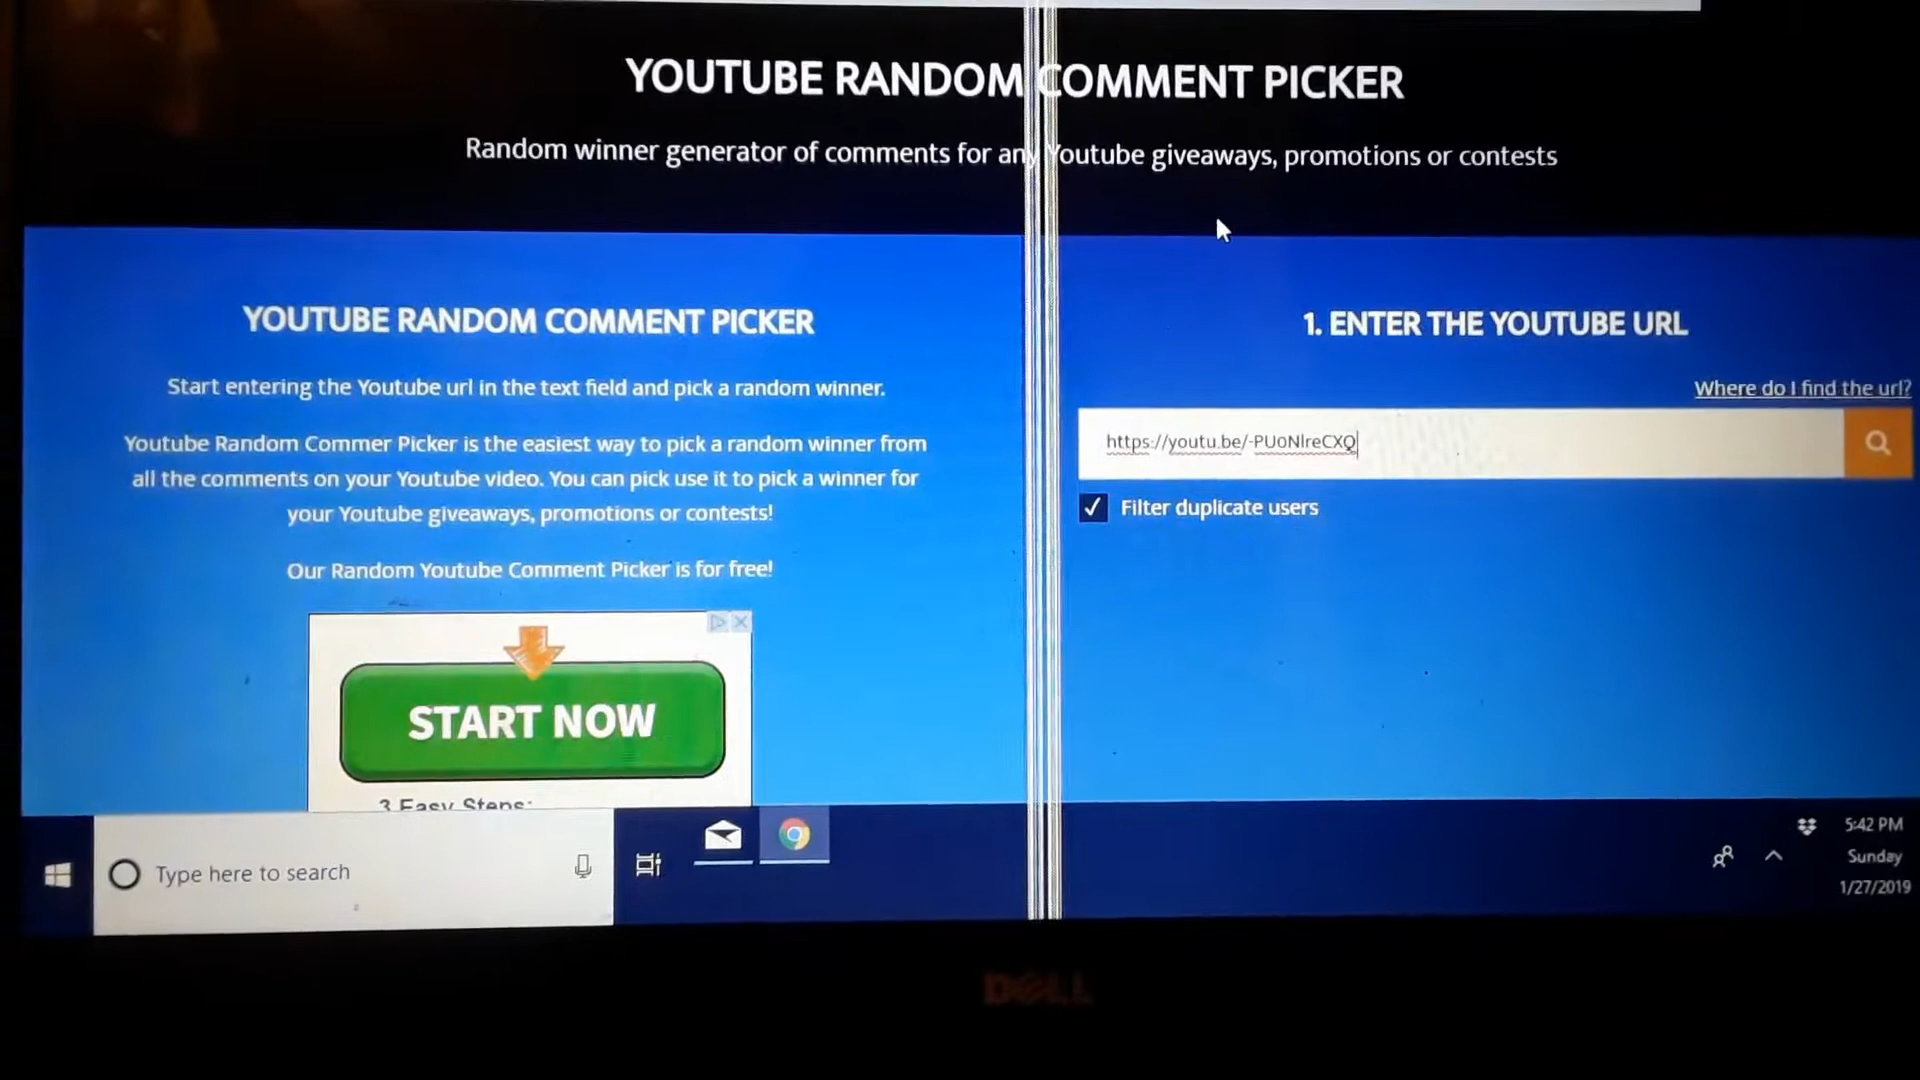 YOUTUBE RANDOM COMMENT PICKER
Random winner generator of comments for any Youtube giveaways, promotions or contests
YOUTUBE RANDOM COMMENT PICKER
Start entering the Youtube url in the text field and pick a random winner.
Youtube Random Commer Picker is the easiest way to pick a random winner from
all the comments on your Youtube video. You can pick use it to pick a winner for
your Youtube giveaways, promotions or contests!
Our Random Youtube Comment Picker is for free!
START NOW
3 Easy Steps:
1. ENTER THE YOUTUBE URL
Where do I find the url?
https://youtu.be/-PU0NlreCXQ
✓ Filter duplicate users
Type here to search
5:42 PM
Sunday
1/27/2019
DELL